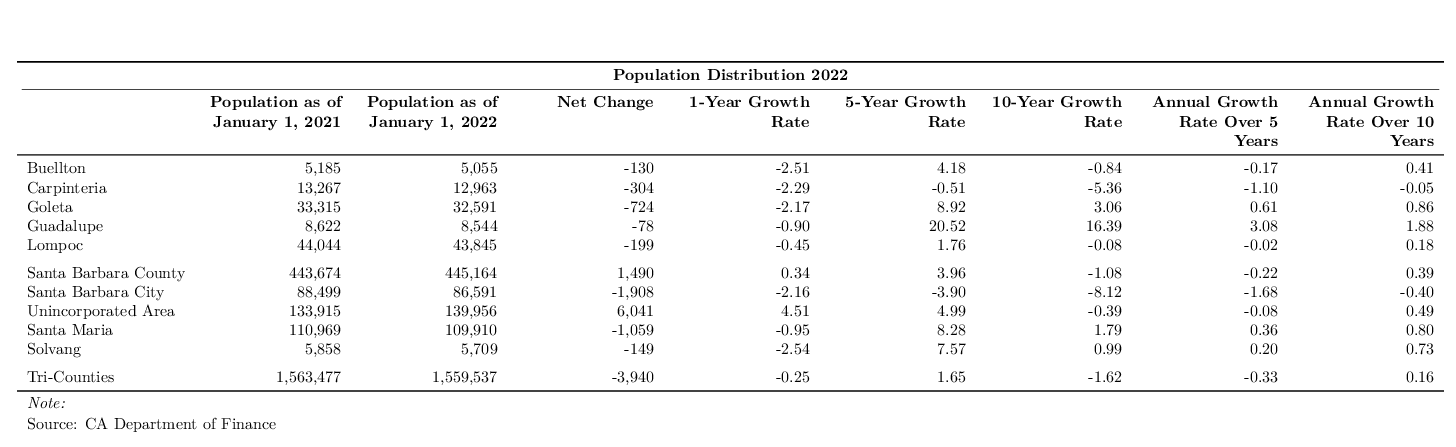 Population Distribution 2022
Population as of January 1, 2021 Population as of January 1, 2022 Net Change 1-Year Growth Rate 5-Year Growth Rate 10-Year Growth Rate Annual Growth Rate Over 5 Years Annual Growth Rate Over 10 Years
Buellton 5,185 5,055 -130 -2.51 4.18 -0.84 -0.17 0.41
Carpinteria 13,267 12,963 -304 -2.29 -0.51 -5.36 -1.10 -0.05
Goleta 33,315 32,591 -724 -2.17 8.92 3.06 0.61 0.86
Guadalupe 8,622 8,544 -78 -0.90 20.52 16.39 3.08 1.88
Lompoc 44,044 43,845 -199 -0.45 1.76 -0.08 -0.02 0.18
Santa Barbara County 443,674 445,164 1,490 0.34 3.96 -1.08 -0.22 0.39
Santa Barbara City 88,499 86,591 -1,908 -2.16 -3.90 -8.12 -1.68 -0.40
Unincorporated Area 133,915 139,956 6,041 4.51 4.99 -0.39 -0.08 0.49
Santa Maria 110,969 109,910 -1,059 -0.95 8.28 1.79 0.36 0.80
Solvang 5,858 5,709 -149 -2.54 7.57 0.99 0.20 0.73
Tri-Counties 1,563,477 1,559,537 -3,940 -0.25 1.65 -1.62 -0.33 0.16
Note:
Source: CA Department of Finance